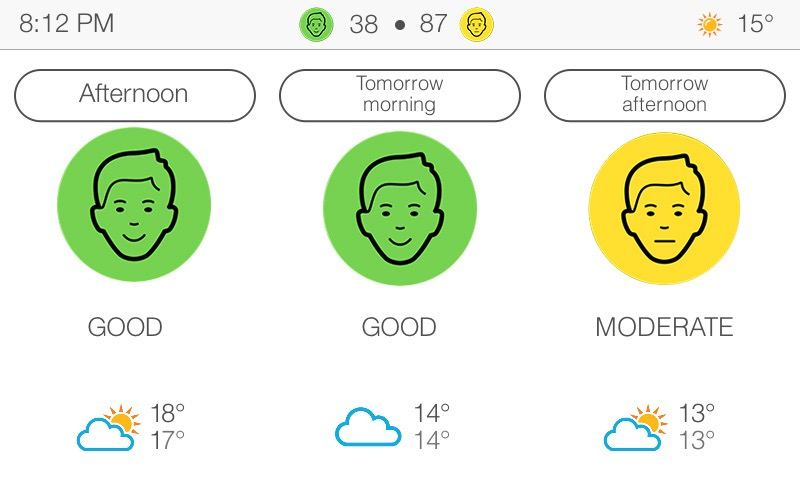 8:12 PM 38 • 87 15°
Afternoon
Tomorrow
morning
Tomorrow
afternoon
GOOD
GOOD
MODERATE
18°
17°
14°
14°
13°
13°